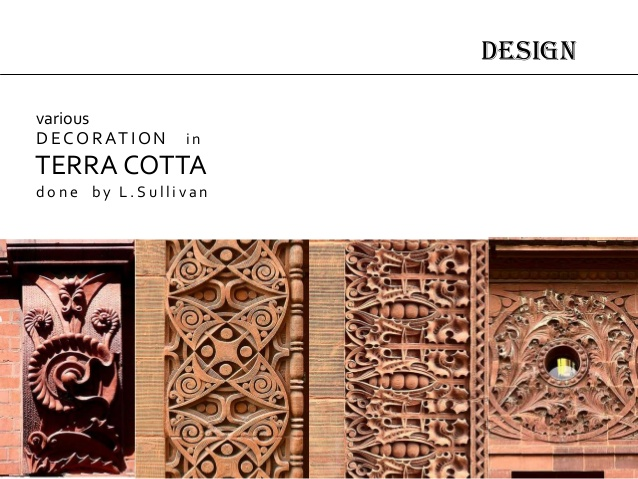 DESIGN
various
DECORATION in
TERRA COTTA
done by L.Sullivan